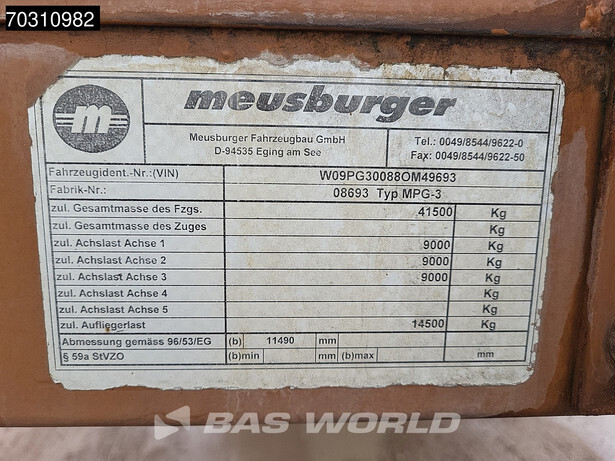 70310982
m
meusburger
Meusburger Fahrzeugbau GmbH
D-94535 Eging am See
Tel.: 0049/8544/9622-0
Fax: 0049/8544/9622-50
Fahrzeugident.-Nr.:(VIN) W09PG30088OM49693
Fabrik-Nr.: 08693 Typ MPG-3
zul. Gesamtmasse des Fzgs. 41500 Kg
zul. Gesamtmasse des Zuges Kg
zul. Achslast Achse 1 9000 Kg
zul. Achslast Achse 2 9000 Kg
zul. Achslast Achse 3 9000 Kg
zul. Achslast Achse 4 Kg
zul. Achslast Achse 5 Kg
zul. Aufliegerlast 14500 Kg
Abmessung gemäss 96/53/EG (b) 11490 mm
§ 59a StVZO (b)min mm (b)max mm
BAS WORLD